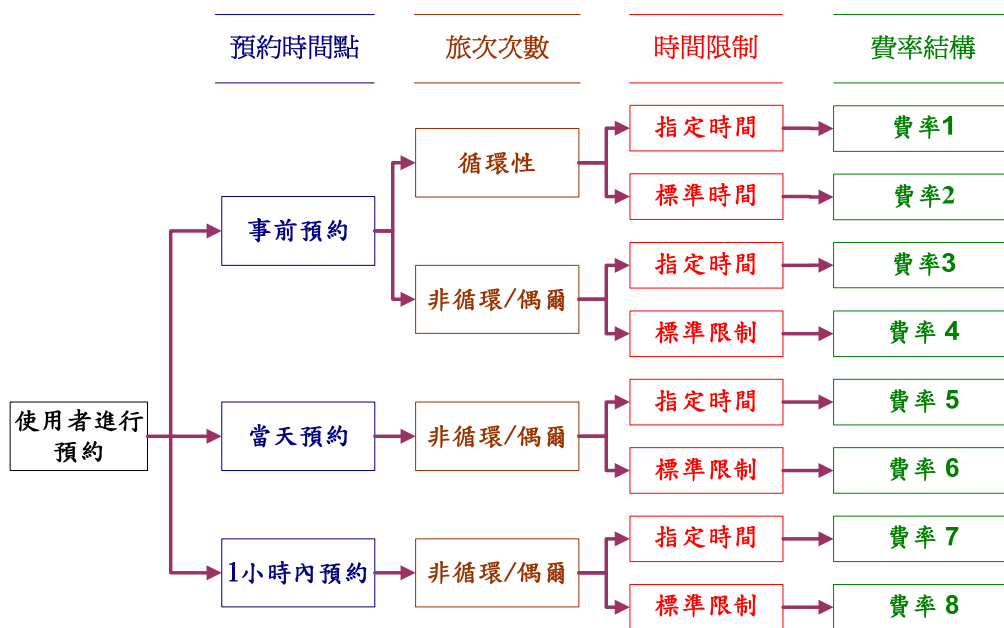 預約時間點
旅次次數
時間限制
費率結構
指定時間
費率1
循環性
標準時間
費率2
事前預約
指定時間
費率3
非循環/偶爾
標準限制
費率 4
使用者進行
預約
當天預約
非循環/偶爾
指定時間
費率 5
標準限制
費率 6
1小時內預約
非循環/偶爾
指定時間
費率 7
標準限制
費率 8